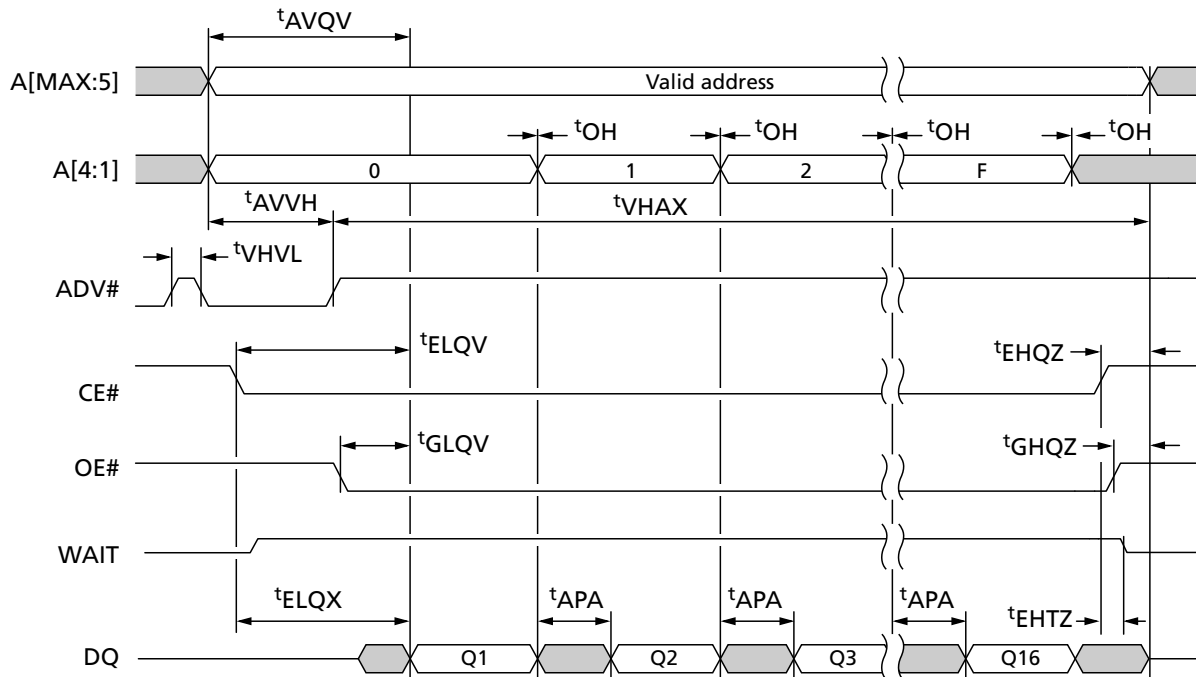 tAVQV
A[MAX:5] Valid address
tOH tOH tOH tOH
A[4:1] 0 1 2 F
tAVVH tVHAX
tVHVL
ADV#
tELQV tEHQZ
CE#
tGLQV tGHQZ
OE#
WAIT
tELQX tAPA tAPA tAPA tEHTZ
DQ Q1 Q2 Q3 Q16